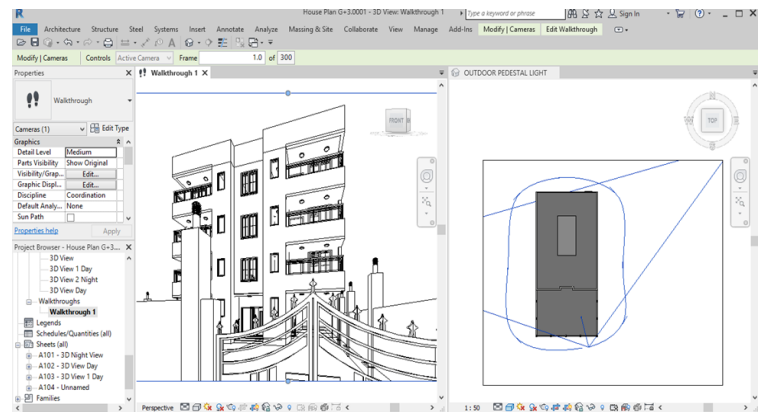 House Plan G+3.0001 - 3D View: Walkthrough 1
Type a keyword or phrase
Sign In
File Architecture Structure Steel Systems Insert Annotate Analyze Massing & Site Collaborate View Manage Add-Ins Modify | Cameras Edit Walkthrough
Modify | Cameras Controls Active Camera Frame 1.0 of 300
Properties
Walkthrough 1
OUTDOOR PEDESTAL LIGHT
Walkthrough
Cameras (1)
Edit Type
Graphics
Detail Level Medium
Parts Visibility Show Original
Visibility/Grap... Edit...
Graphic Displ... Edit...
Discipline Coordination
Default Analy... None
Sun Path
Properties help
Apply
Project Browser - House Plan G+3....
3D View
3D View 1 Day
3D View 2 Night
3D View Day
Walkthroughs
Walkthrough 1
Legends
Schedules/Quantities (all)
Sheets (all)
A101 - 3D Night View
A102 - 3D View Day
A103 - 3D View 1 Day
A104 - Unnamed
Families
FRONT
TOP
Perspective
1 : 50